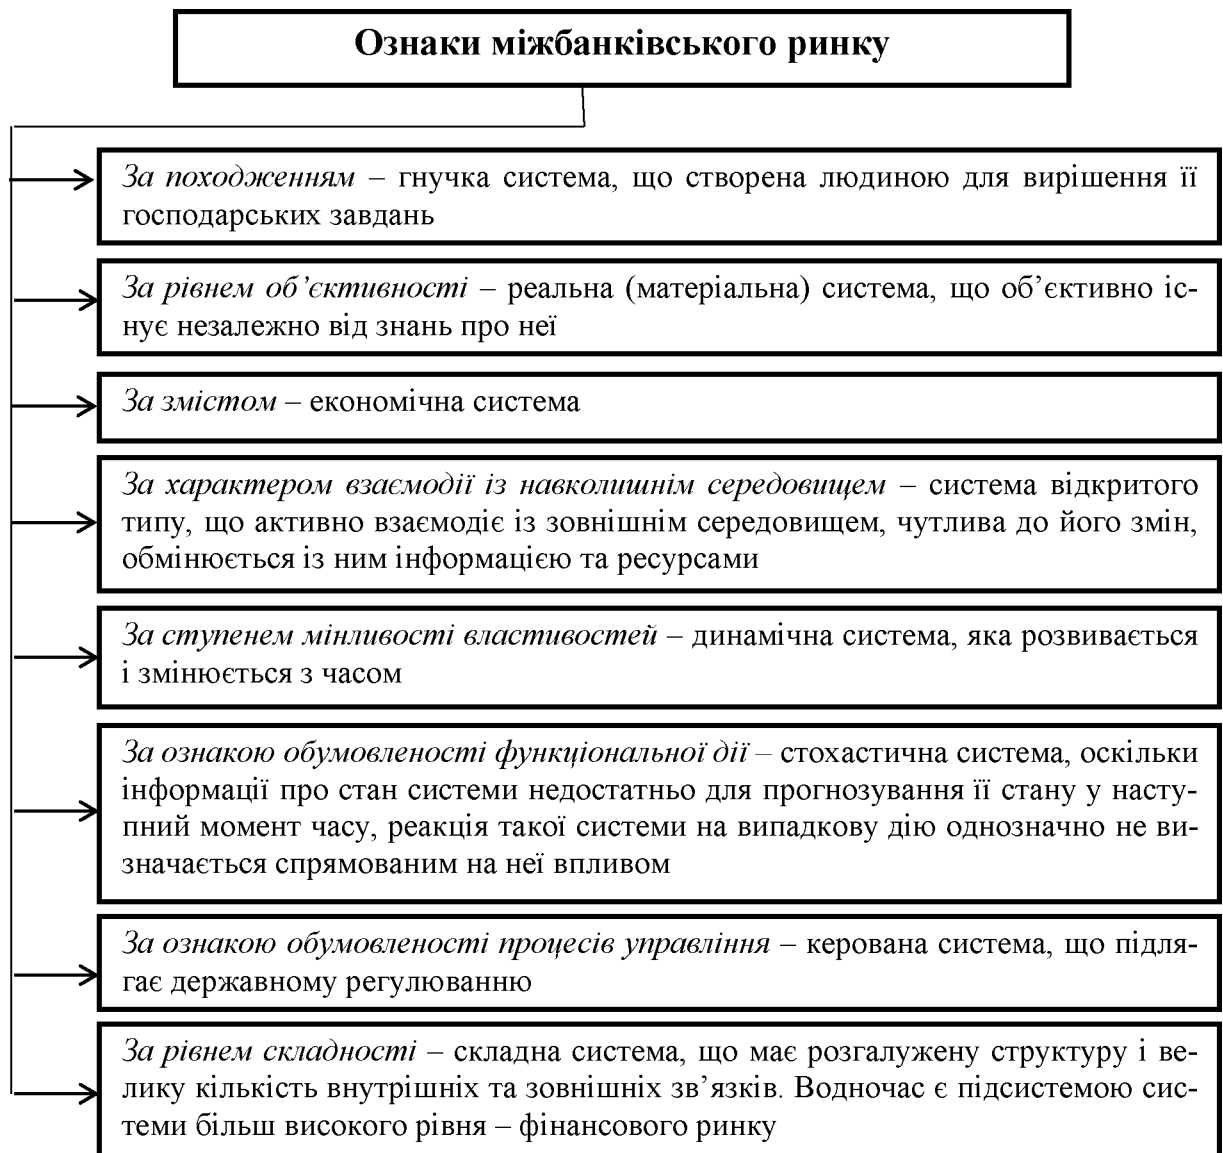 Ознаки міжбанківського ринку
За походженням – гнучка система, що створена людиною для вирішення її
господарських завдань
За рівнем об’єктивності – реальна (матеріальна) система, що об’єктивно іс-
нує незалежно від знань про неї
За змістом – економічна система
За характером взаємодії із навколишнім середовищем – система відкритого
типу, що активно взаємодіє із зовнішнім середовищем, чутлива до його змін,
обмінюється із ним інформацією та ресурсами
За ступенем мінливості властивостей – динамічна система, яка розвивається
і змінюється з часом
За ознакою обумовленості функціональної дії – стохастична система, оскільки
інформації про стан системи недостатньо для прогнозування її стану у насту-
пний момент часу, реакція такої системи на випадкову дію однозначно не ви-
значається спрямованим на неї впливом
За ознакою обумовленості процесів управління – керована система, що підля-
гає державному регулюванню
За рівнем складності – складна система, що має розгалужену структуру і ве-
лику кількість внутрішніх та зовнішніх зв’язків. Водночас є підсистемою сис-
теми більш високого рівня – фінансового ринку